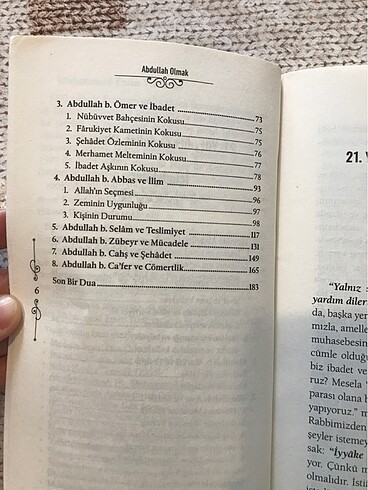 Abdullah Olmak
3. Abdullah b. Ömer ve İbadet 73
1. Nübüvvet Bahçesinin Kokusu 75
2. Fârukiyet Kametinin Kokusu 75
3. Şehâdet Özleminin Kokusu 76
4. Merhamet Melteminin Kokusu 77
5. İbadet Aşkının Kokusu 78
4. Abdullah b. Abbas ve İlim 93
1. Allah'ın Seçmesi 96
2. Zeminin Uygunluğu 97
3. Kişinin Durumu 98
5. Abdullah b. Selâm ve Teslimiyet 117
6. Abdullah b. Zübeyr ve Mücadele 131
7. Abdullah b. Cahş ve Şehâdet 149
8. Abdullah b. Ca'fer ve Cömertlik 165
Son Bir Dua 183
6
21.
"Yalnız
yardım diler
da, başka yer
mızla, amelle
muhasebesin
cümle olduğu
biz ibadet ve
ruz? Mesela
parası olana b
yapıyoruz." m
Rabbimizden
şeyler istemey
sak: "İyyâke
yor. Çünkü m
olmalıdır. İsti